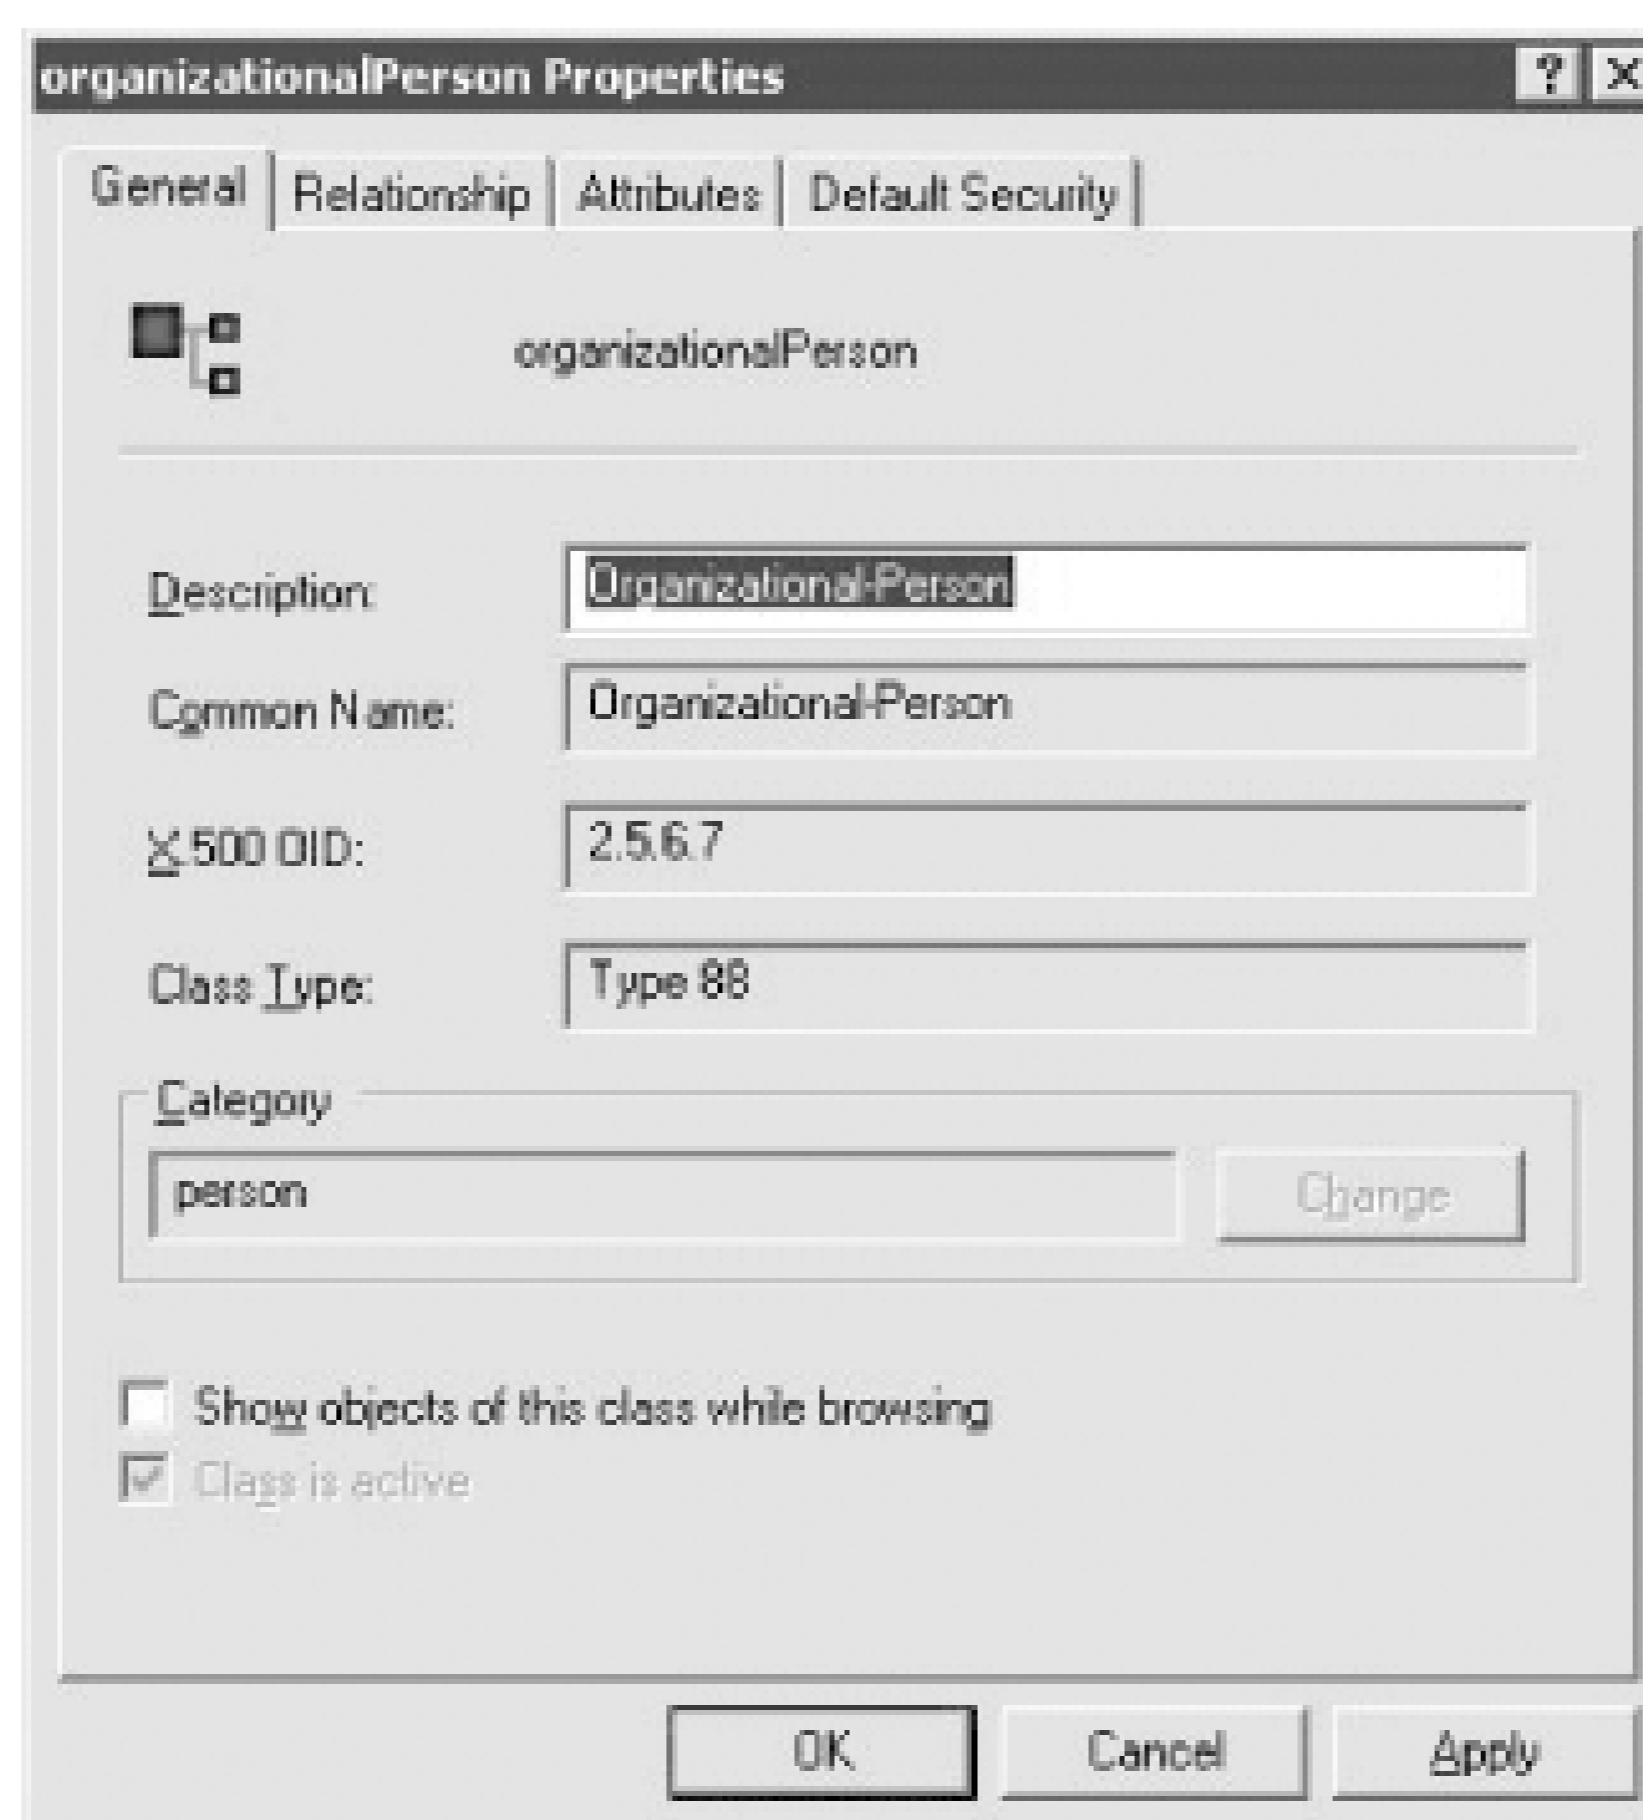 organizationalPerson Properties ? X
General Relationship Attributes Default Security
organizationalPerson
Description: Organizational-Person
Common Name: Organizational-Person
X.500 OID: 2.5.6.7
Class Type: Type 88
Category
person Change
Show objects of this class while browsing
Class is active
OK Cancel Apply